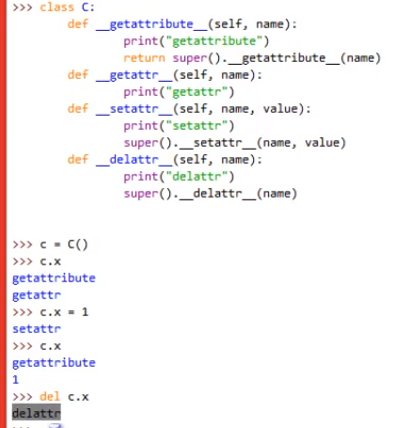 >>> class C:
        def __getattribute__(self, name):
                print("getattribute")
                return super().__getattribute__(name)
        def __getattr__(self, name):
                print("getattr")
        def __setattr__(self, name, value):
                print("setattr")
                super().__setattr__(name, value)
        def __delattr__(self, name):
                print("delattr")
                super().__delattr__(name)
>>> c = C()
>>> c.x
getattribute
getattr
>>> c.x = 1
setattr
>>> c.x
getattribute
1
>>> del c.x
delattr
>>>